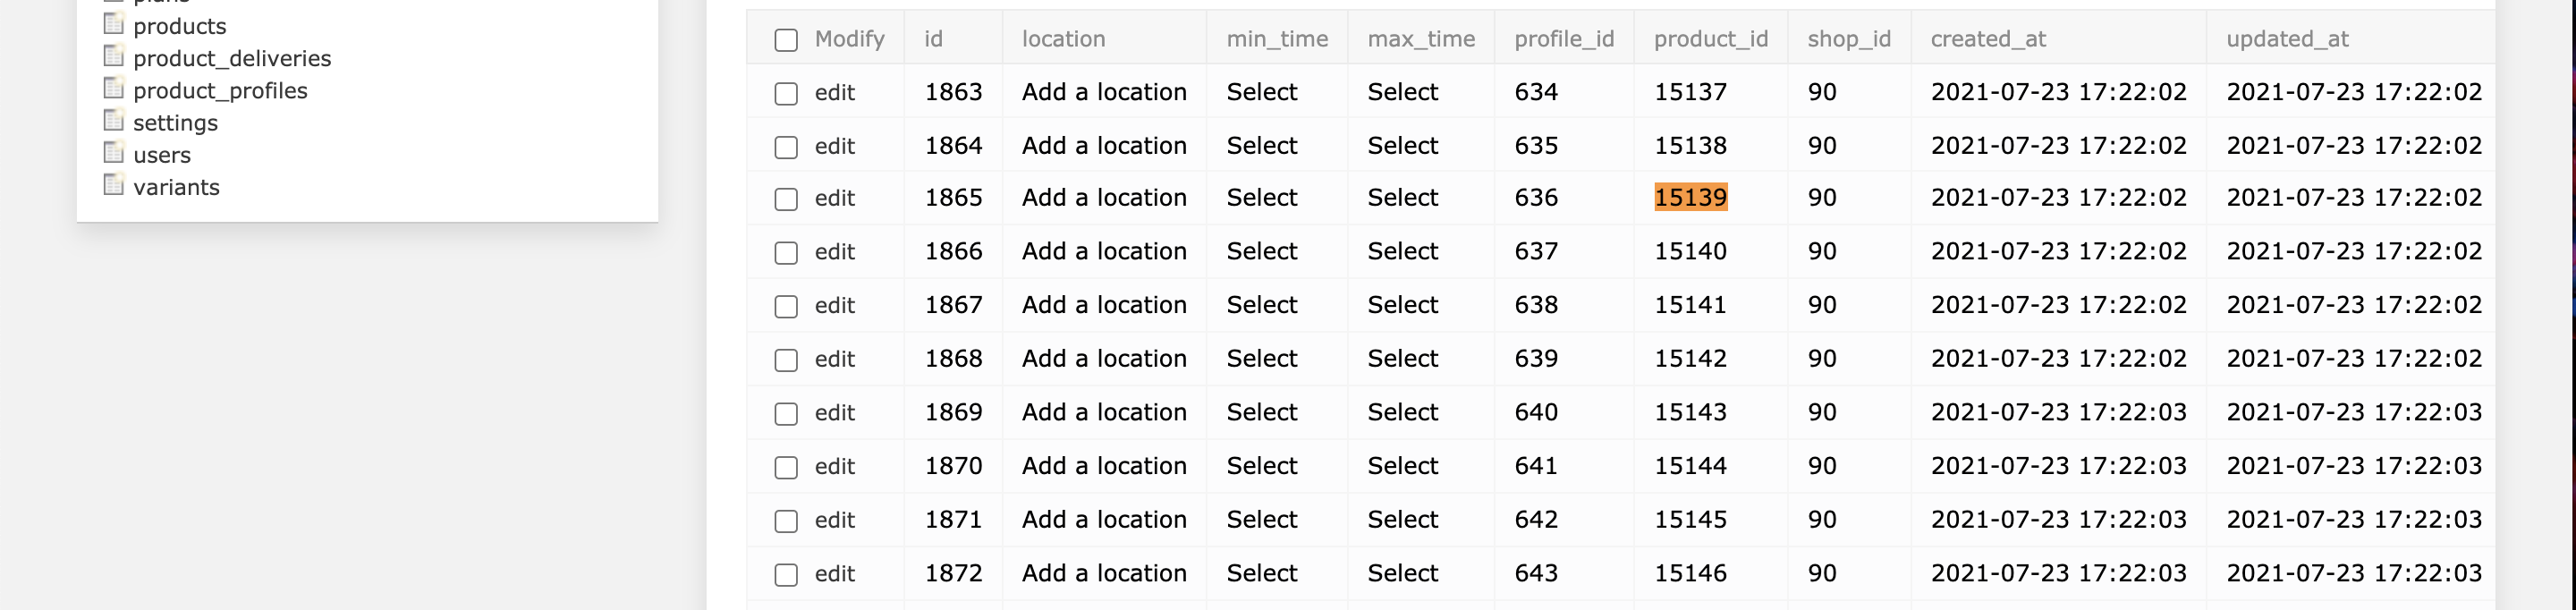 plans
products
product_deliveries
product_profiles
settings
users
variants
Modify id location min_time max_time profile_id product_id shop_id created_at updated_at
edit 1863 Add a location Select Select 634 15137 90 2021-07-23 17:22:02 2021-07-23 17:22:02
edit 1864 Add a location Select Select 635 15138 90 2021-07-23 17:22:02 2021-07-23 17:22:02
edit 1865 Add a location Select Select 636 15139 90 2021-07-23 17:22:02 2021-07-23 17:22:02
edit 1866 Add a location Select Select 637 15140 90 2021-07-23 17:22:02 2021-07-23 17:22:02
edit 1867 Add a location Select Select 638 15141 90 2021-07-23 17:22:02 2021-07-23 17:22:02
edit 1868 Add a location Select Select 639 15142 90 2021-07-23 17:22:02 2021-07-23 17:22:02
edit 1869 Add a location Select Select 640 15143 90 2021-07-23 17:22:03 2021-07-23 17:22:03
edit 1870 Add a location Select Select 641 15144 90 2021-07-23 17:22:03 2021-07-23 17:22:03
edit 1871 Add a location Select Select 642 15145 90 2021-07-23 17:22:03 2021-07-23 17:22:03
edit 1872 Add a location Select Select 643 15146 90 2021-07-23 17:22:03 2021-07-23 17:22:03